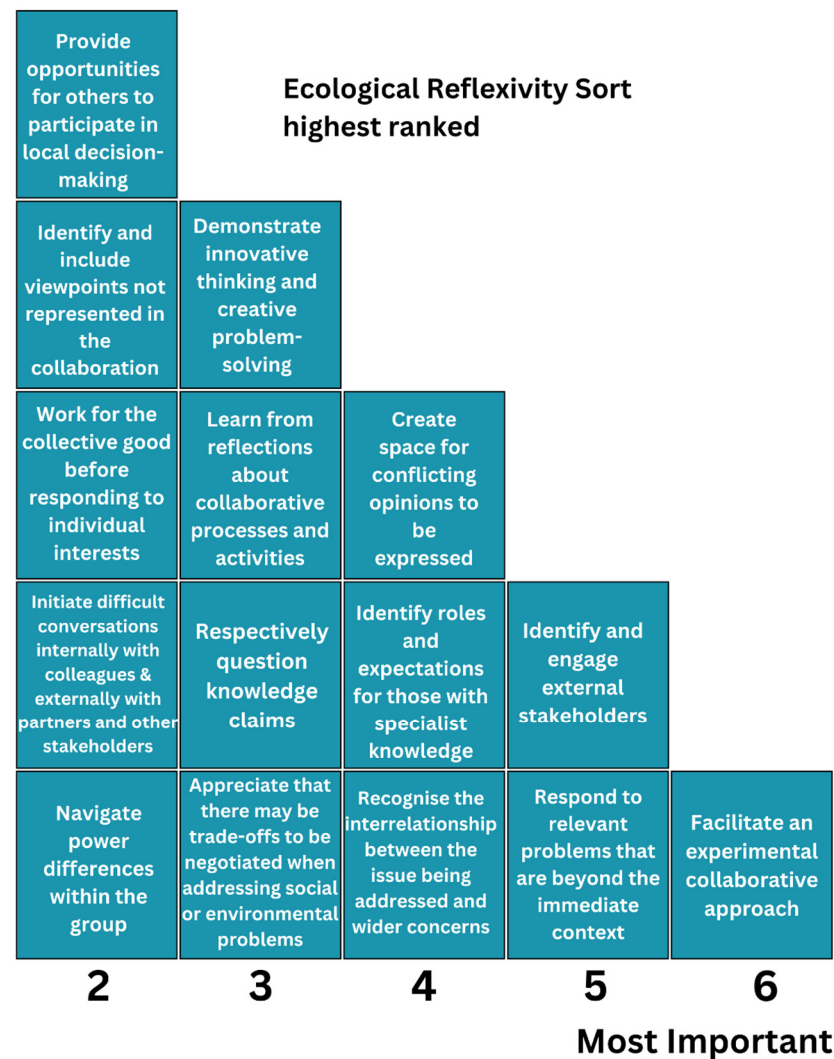 Provide
opportunities
for others to
participate in
local decision-
making
Ecological Reflexivity Sort
highest ranked
Identify and
include
viewpoints not
represented in
the
collaboration
Demonstrate
innovative
thinking and
creative
problem-
solving
Work for the
collective good
before
responding to
individual
interests
Learn from
reflections
about
collaborative
processes and
activities
Create
space for
conflicting
opinions to
be
expressed
Initiate difficult
conversations
internally with
colleagues &
externally with
partners and other
stakeholders
Respectively
question
knowledge
claims
Identify roles
and
expectations
for those with
specialist
knowledge
Identify and
engage
external
stakeholders
Navigate
power
differences
within the
group
Appreciate that
there may be
trade-offs to be
negotiated when
addressing social
or environmental
problems
Recognise the
interrelationship
between the
issue being
addressed and
wider concerns
Respond to
relevant
problems that
are beyond the
immediate
context
Facilitate an
experimental
collaborative
approach
2 3 4 5 6
Most Important